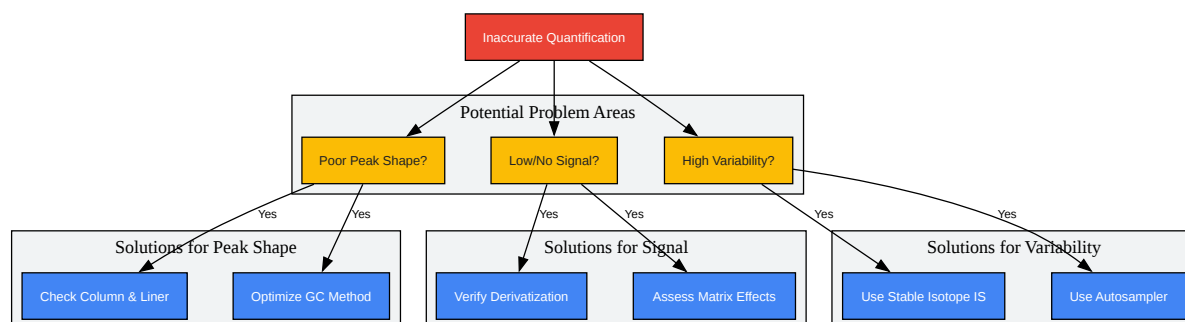 Inaccurate Quantification
Potential Problem Areas
Poor Peak Shape?
Low/No Signal?
High Variability?
Yes
Yes
Yes
Yes
Yes
Yes
Solutions for Peak Shape
Solutions for Signal
Solutions for Variability
Check Column & Liner
Optimize GC Method
Verify Derivatization
Assess Matrix Effects
Use Stable Isotope IS
Use Autosampler